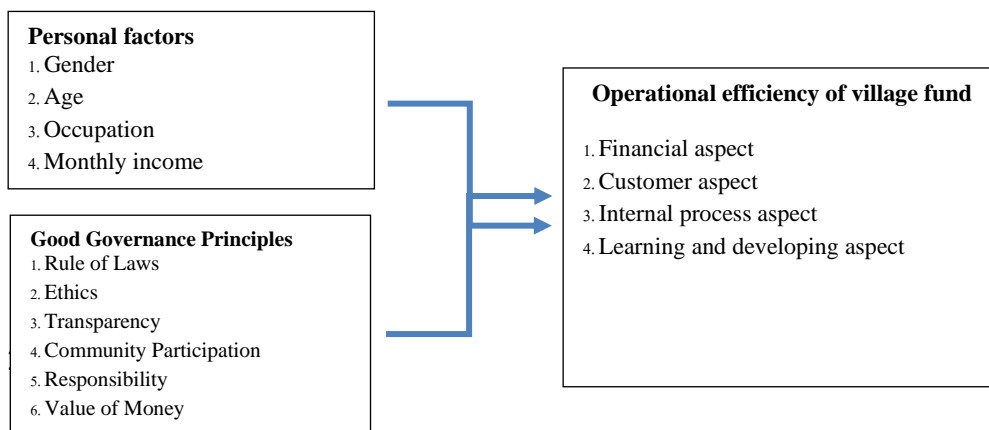 Personal factors
1. Gender
2. Age
3. Occupation
4. Monthly income
Good Governance Principles
1. Rule of Laws
2. Ethics
3. Transparency
4. Community Participation
5. Responsibility
6. Value of Money
Operational efficiency of village fund
1. Financial aspect
2. Customer aspect
3. Internal process aspect
4. Learning and developing aspect